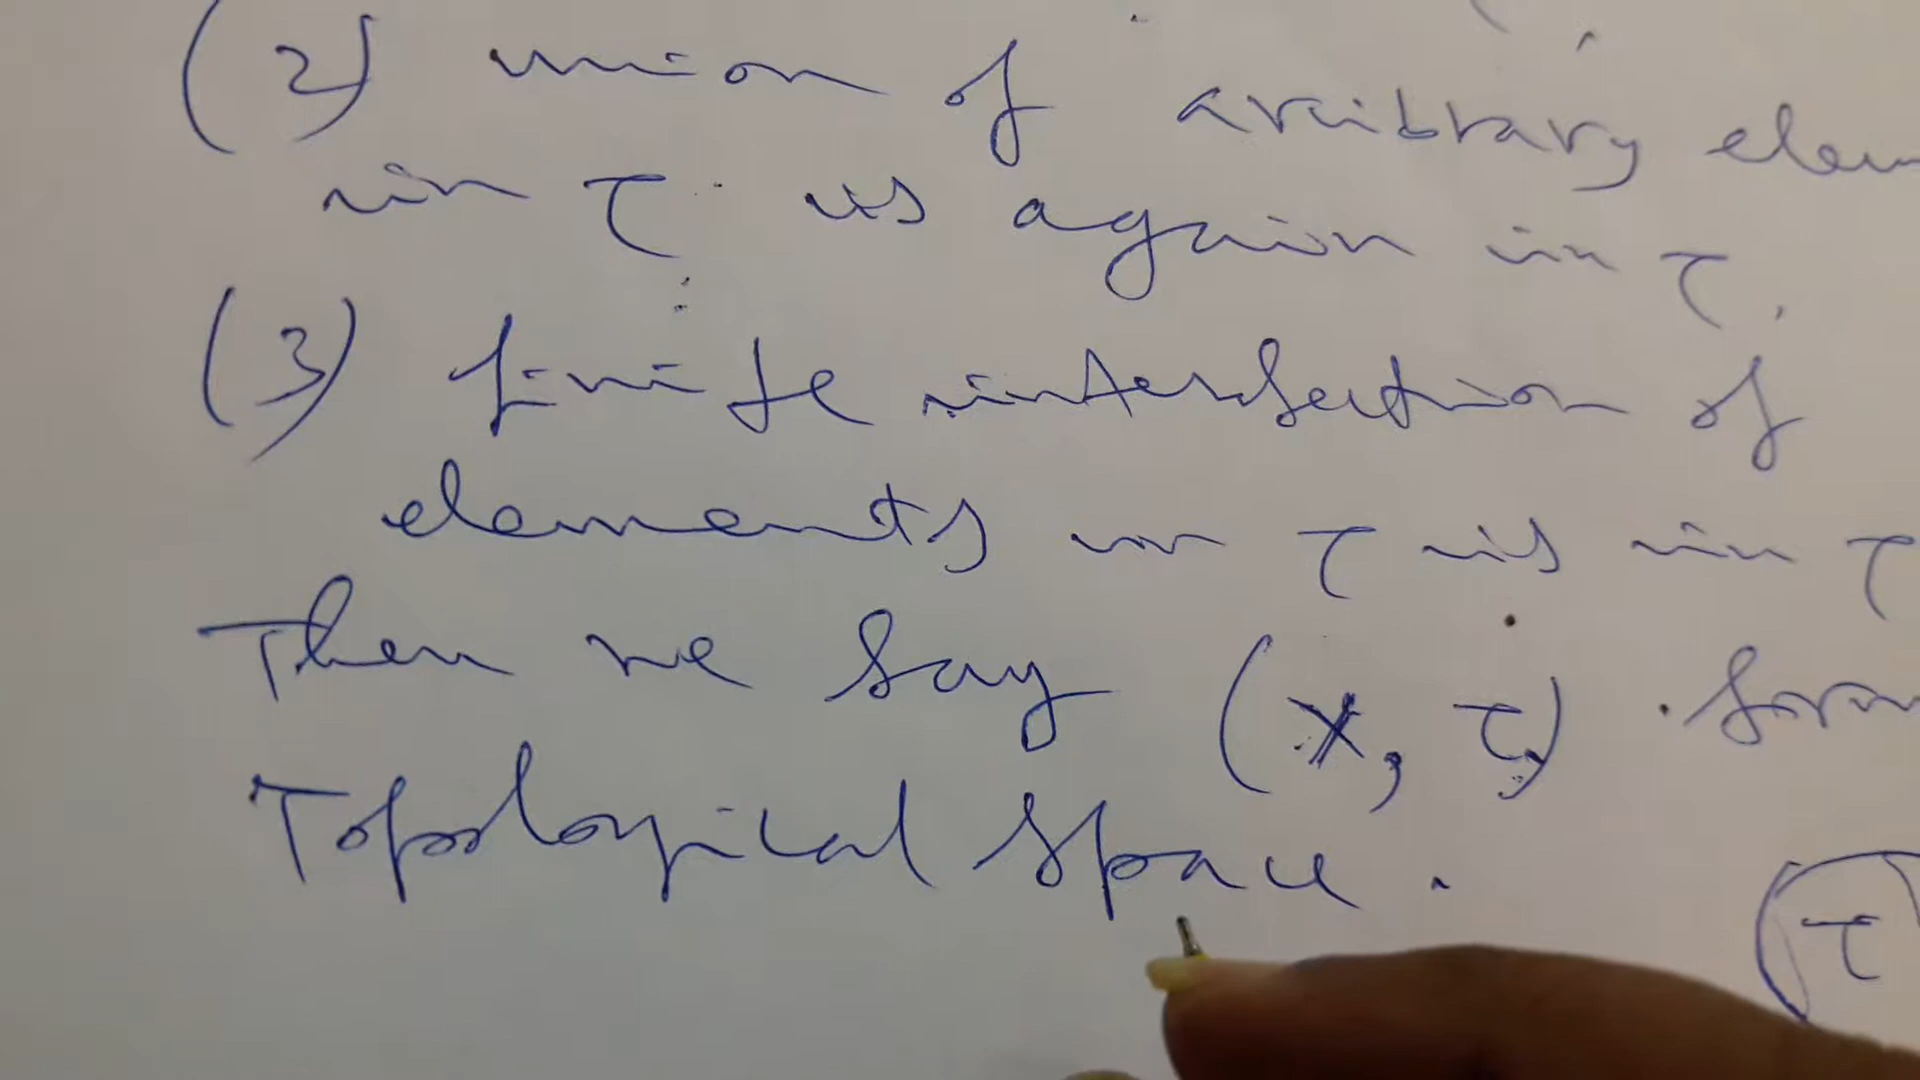 (2) union of arbitrary elem
in τ is again in τ.
(3) finite intersection of
elements in τ is in τ
Then we say (X, τ) form
Topological space.
τ